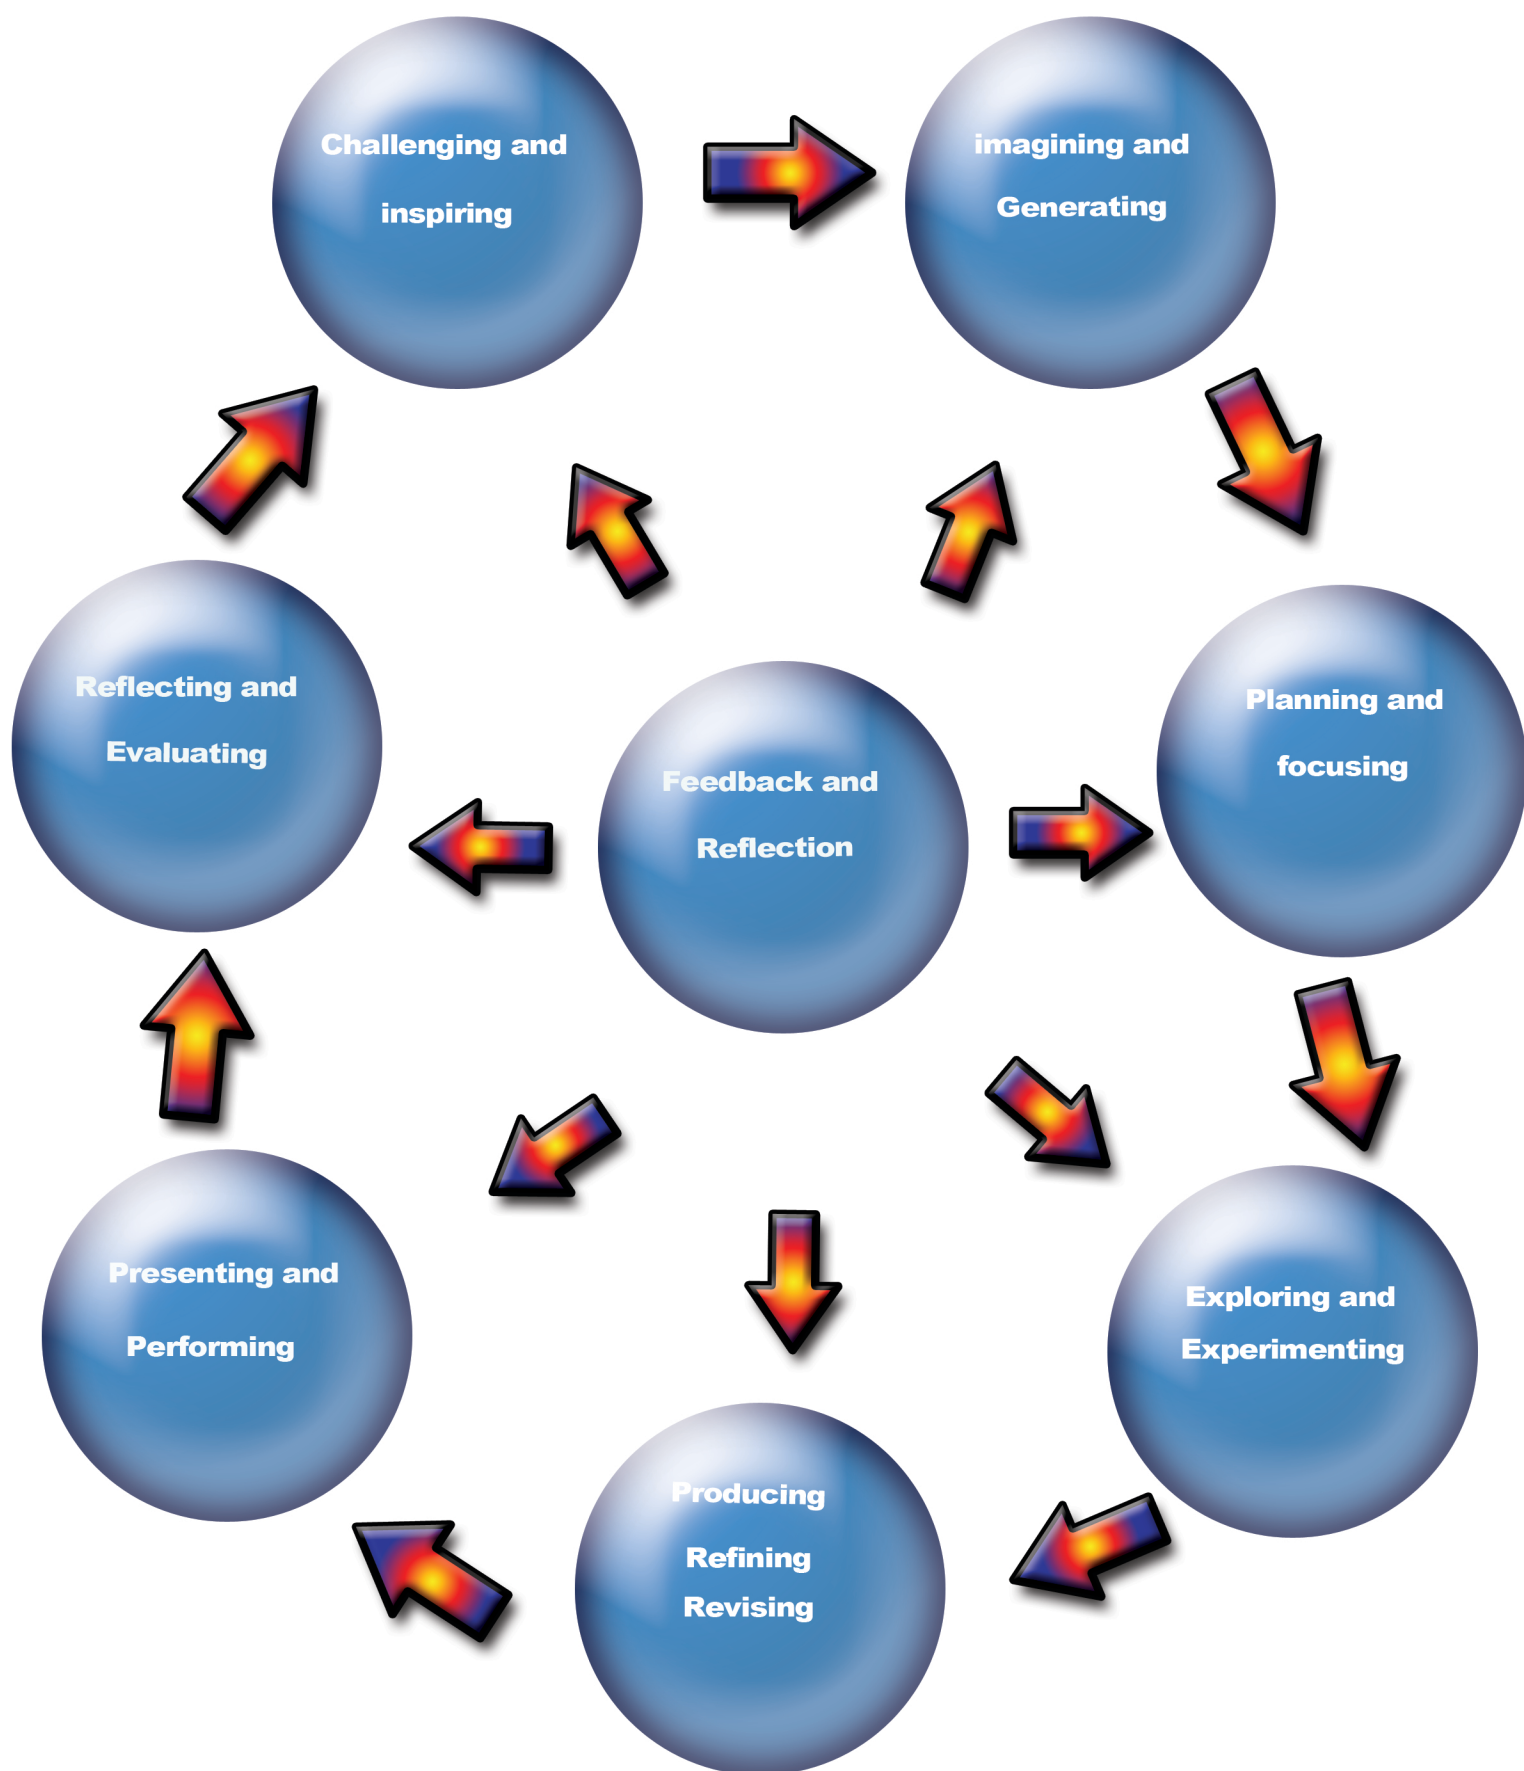 Challenging and
inspiring
imagining and
Generating
Reflecting and
Evaluating
Feedback and
Reflection
Planning and
focusing
Presenting and
Performing
Exploring and
Experimenting
Producing
Refining
Revising